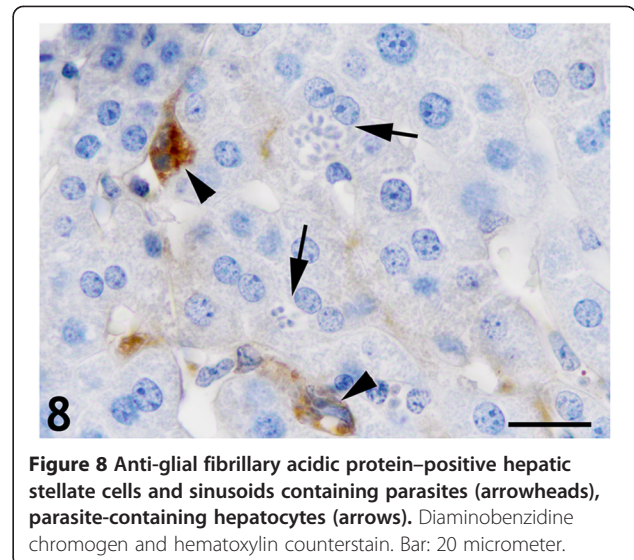 8
Figure 8 Anti-glial fibrillary acidic protein–positive hepatic
stellate cells and sinusoids containing parasites (arrowheads),
parasite-containing hepatocytes (arrows). Diaminobenzidine
chromogen and hematoxylin counterstain. Bar: 20 micrometer.